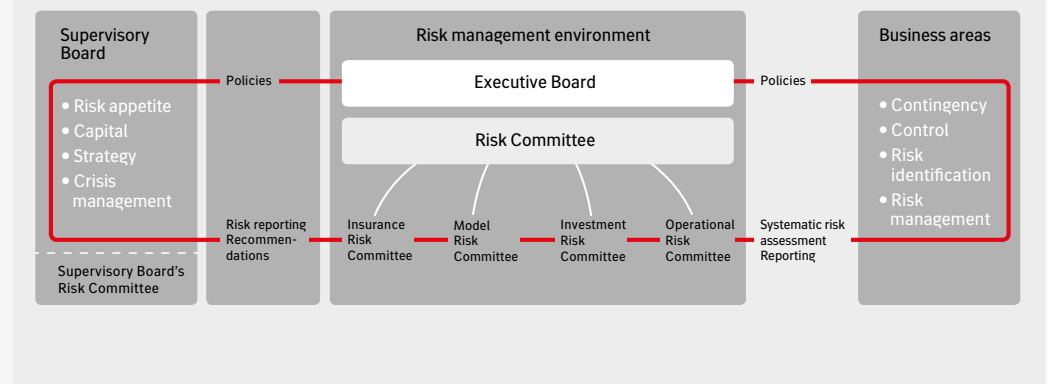 Supervisory
Board
Risk management environment
Business areas
Policies
Executive Board
Policies
• Risk appetite
• Capital
• Strategy
• Crisis
management
Risk Committee
• Contingency
• Control
• Risk
identification
• Risk
management
Risk reporting
Recommen-
dations
Insurance
Risk
Committee
Model
Risk
Committee
Investment
Risk
Committee
Operational
Risk
Committee
Systematic risk
assessment
Reporting
Supervisory Board's
Risk Committee